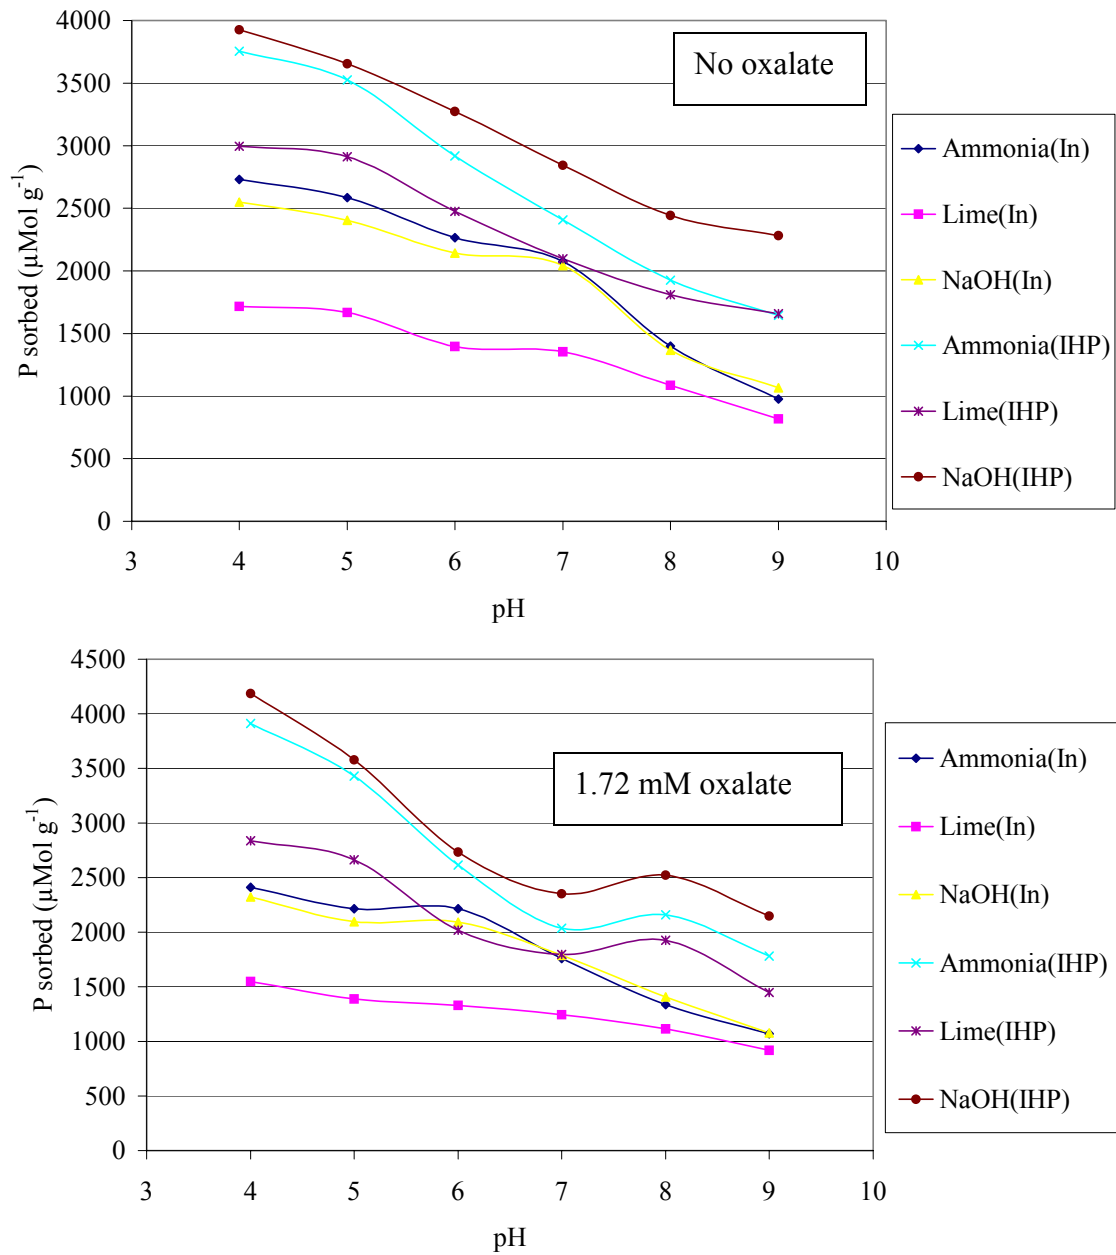 4000
3500
3000
2500
2000
1500
1000
500
0
P sorbed (µMol g⁻¹)
3 4 5 6 7 8 9 10
pH
No oxalate
Ammonia(In)
Lime(In)
NaOH(In)
Ammonia(IHP)
Lime(IHP)
NaOH(IHP)
4500
4000
3500
3000
2500
2000
1500
1000
500
0
P sorbed (µMol g⁻¹)
3 4 5 6 7 8 9 10
pH
1.72 mM oxalate
Ammonia(In)
Lime(In)
NaOH(In)
Ammonia(IHP)
Lime(IHP)
NaOH(IHP)